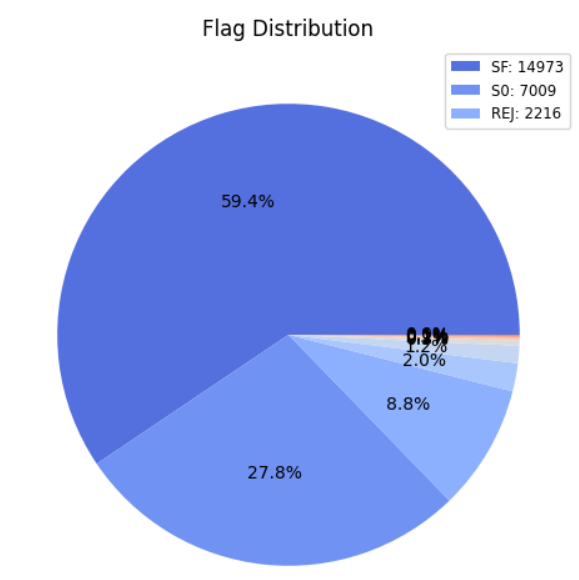 Flag Distribution
SF: 14973
S0: 7009
REJ: 2216
59.4%
1.2%
2.0%
8.8%
27.8%